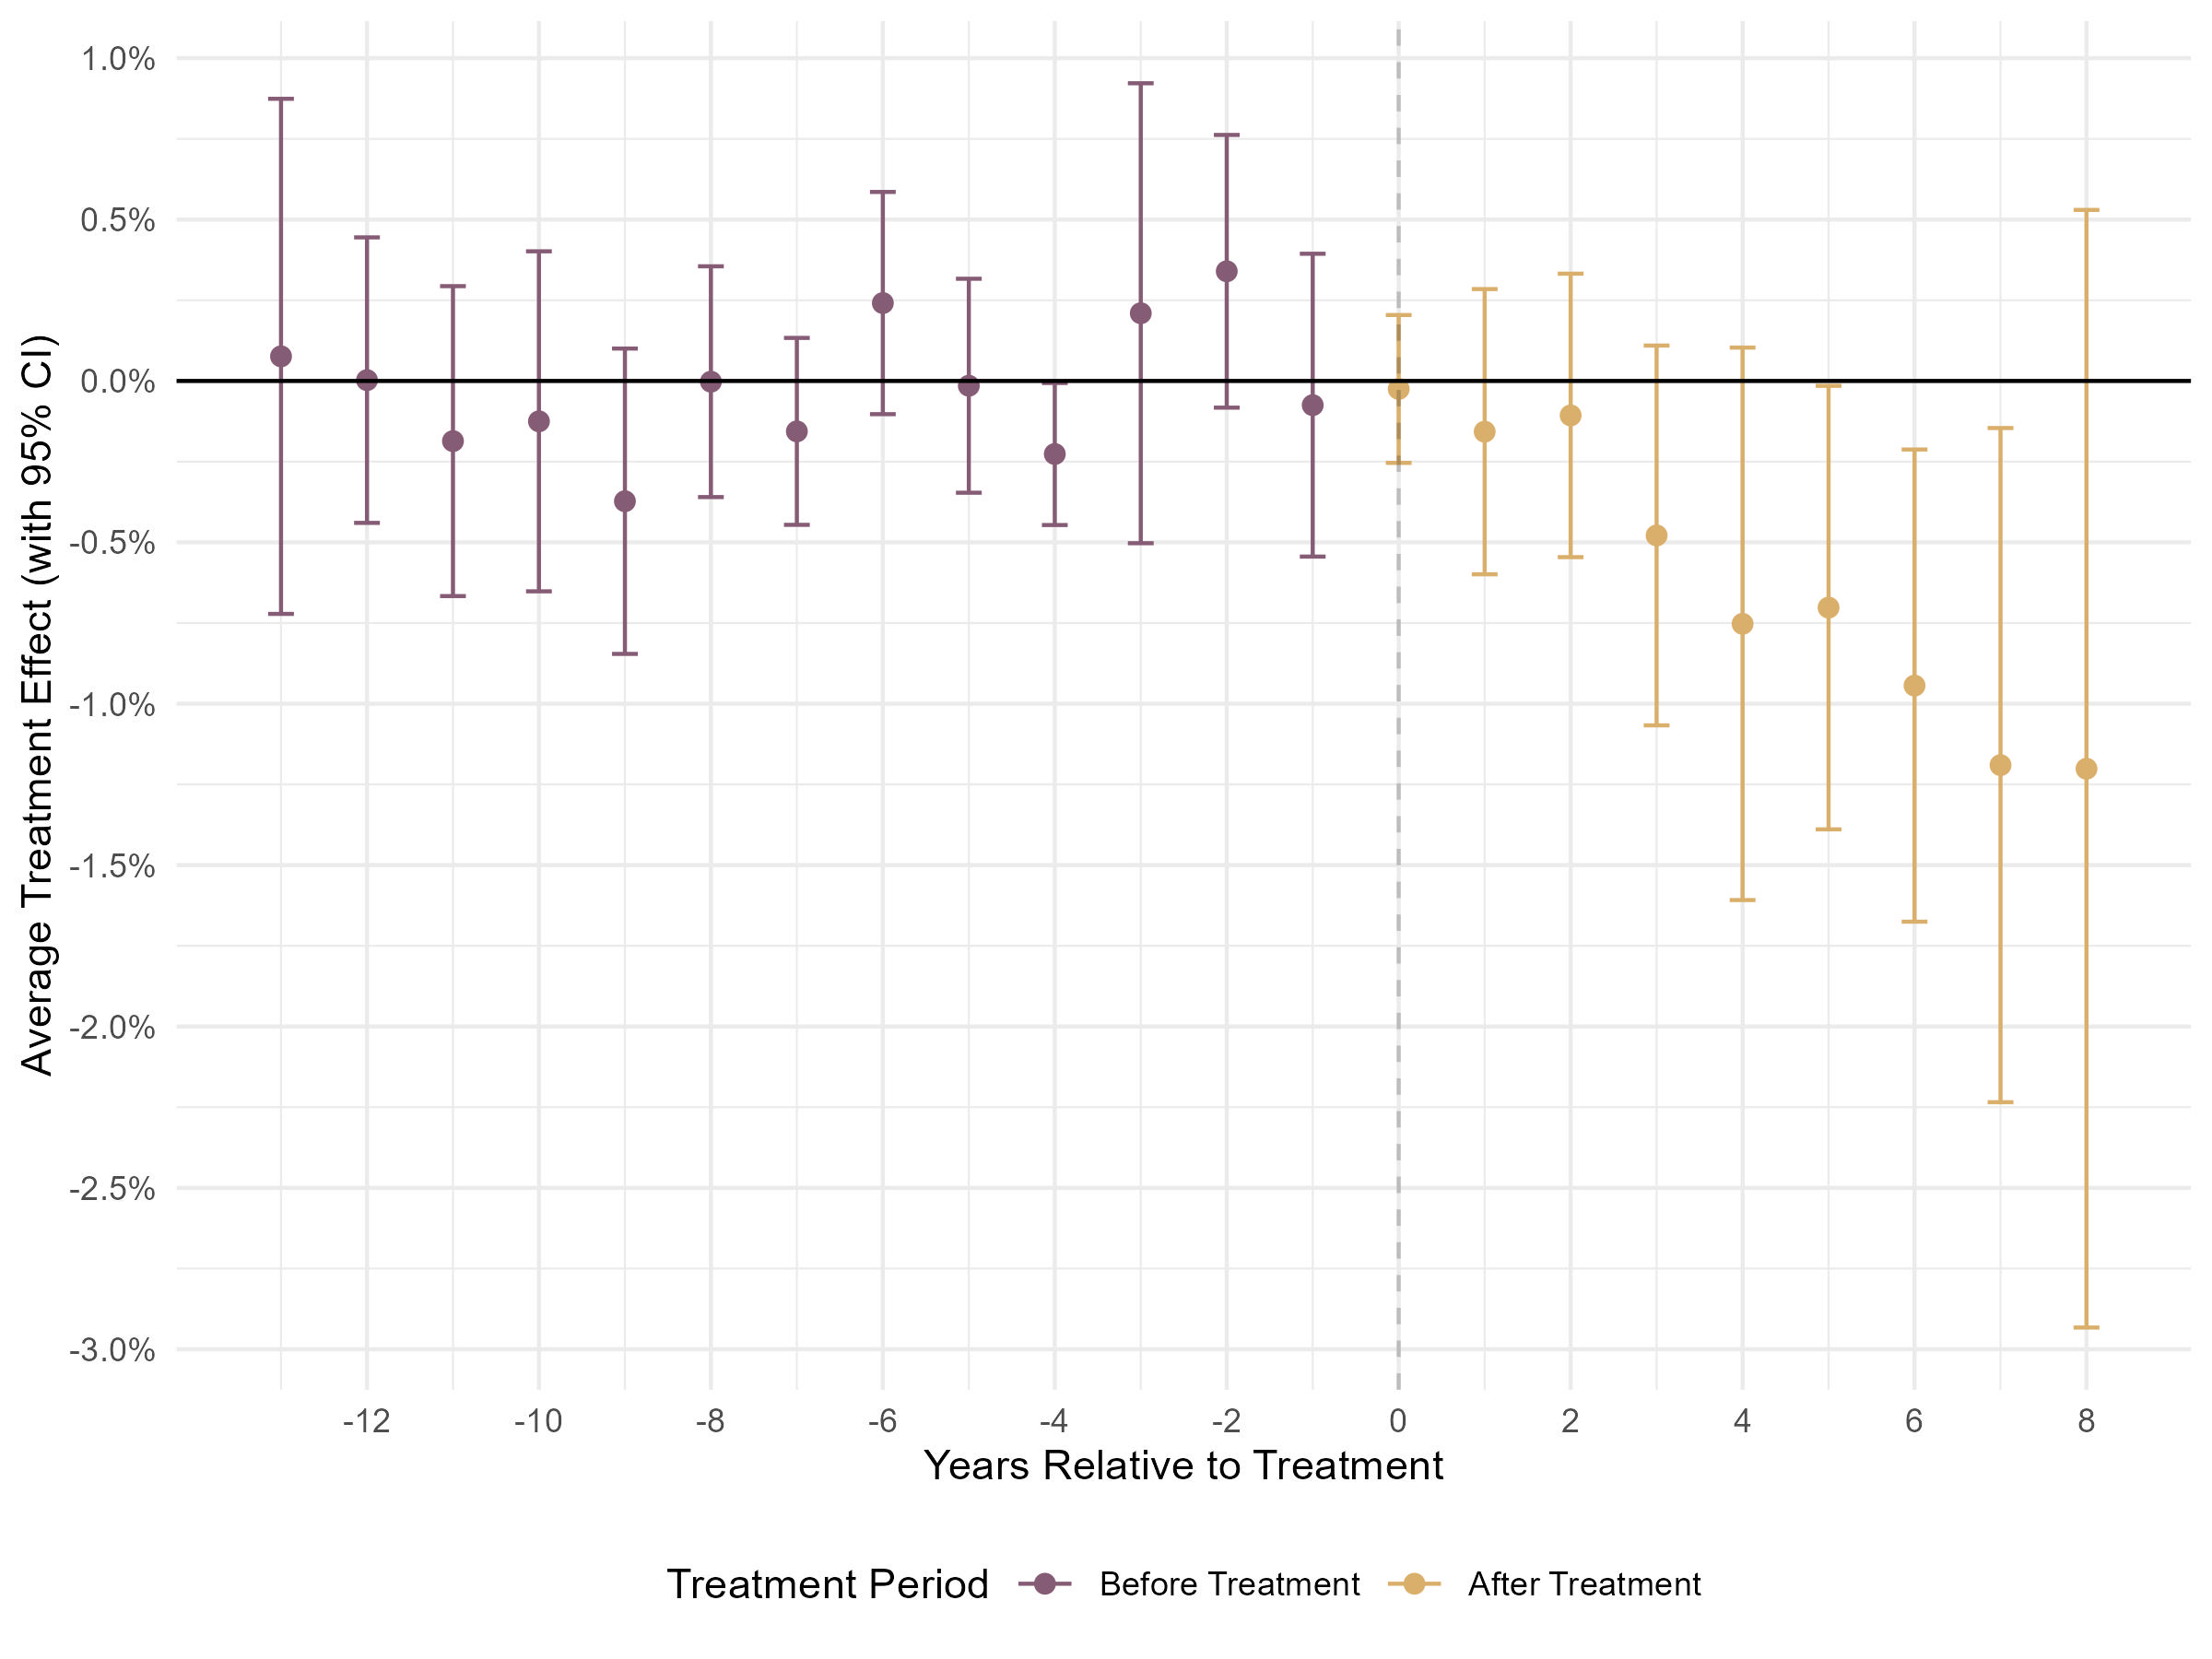 Average Treatment Effect (with 95% CI)
1.0%
0.5%
0.0%
-0.5%
-1.0%
-1.5%
-2.0%
-2.5%
-3.0%
-12 -10 -8 -6 -4 -2 0 2 4 6 8
Years Relative to Treatment
Treatment Period Before Treatment After Treatment